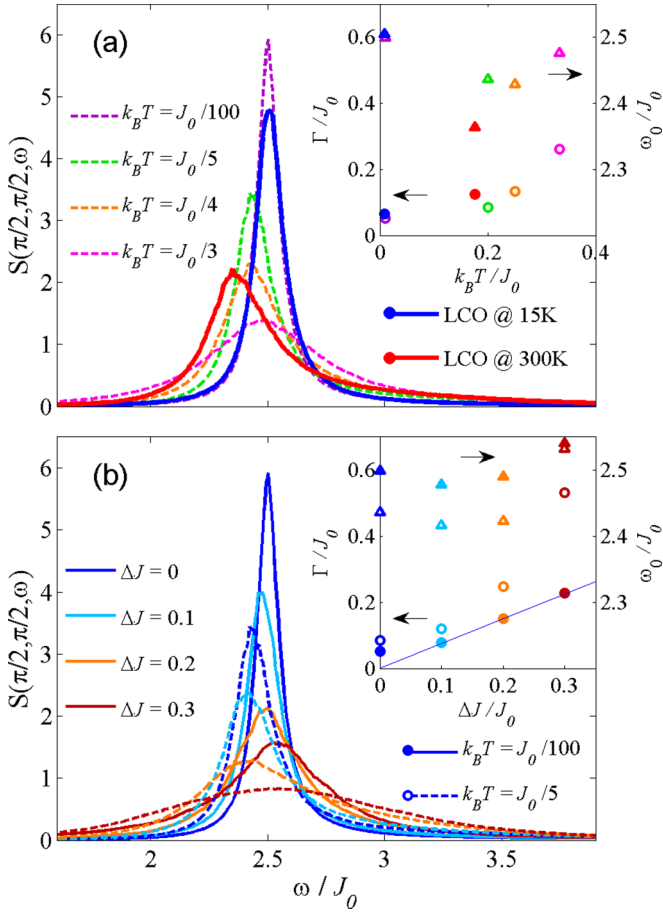 (a)
6
5
4
3
2
1
0
S(π/2,π/2,ω)
k_BT = J_0/100
k_BT = J_0/5
k_BT = J_0/4
k_BT = J_0/3
0.6
0.4
0.2
0
Γ/J_0
2.5
2.4
2.3
ω_0/J_0
0 0.2 0.4
k_BT/J_0
LCO @ 15K
LCO @ 300K
(b)
6
5
4
3
2
1
0
S(π/2,π/2,ω)
ΔJ = 0
ΔJ = 0.1
ΔJ = 0.2
ΔJ = 0.3
0.6
0.4
0.2
0
Γ/J_0
2.5
2.4
2.3
ω_0/J_0
0 0.1 0.2 0.3
ΔJ/J_0
k_BT = J_0/100
k_BT = J_0/5
2 2.5 3 3.5
ω / J_0